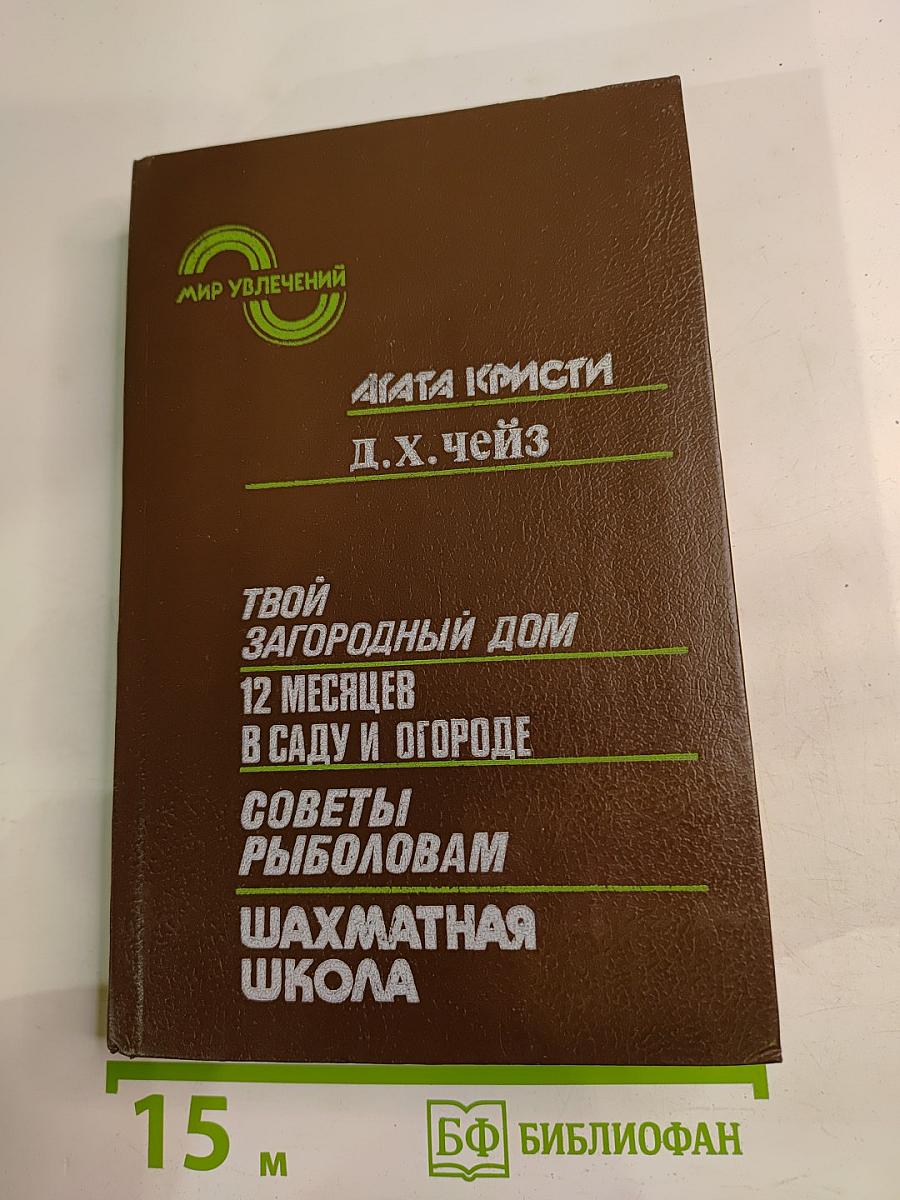 МИР УВЛЕЧЕНИЙ
АГАТА КРИСТИ
Д.Х.Чейз
ТВОЙ
ЗАГОРОДНЫЙ ДОМ
12 МЕСЯЦЕВ
В САДУ И ОГОРОДЕ
СОВЕТЫ
РЫБОЛОВАМ
ШАХМАТНАЯ
ШКОЛА
15 м
БФ БИБЛИОФАН